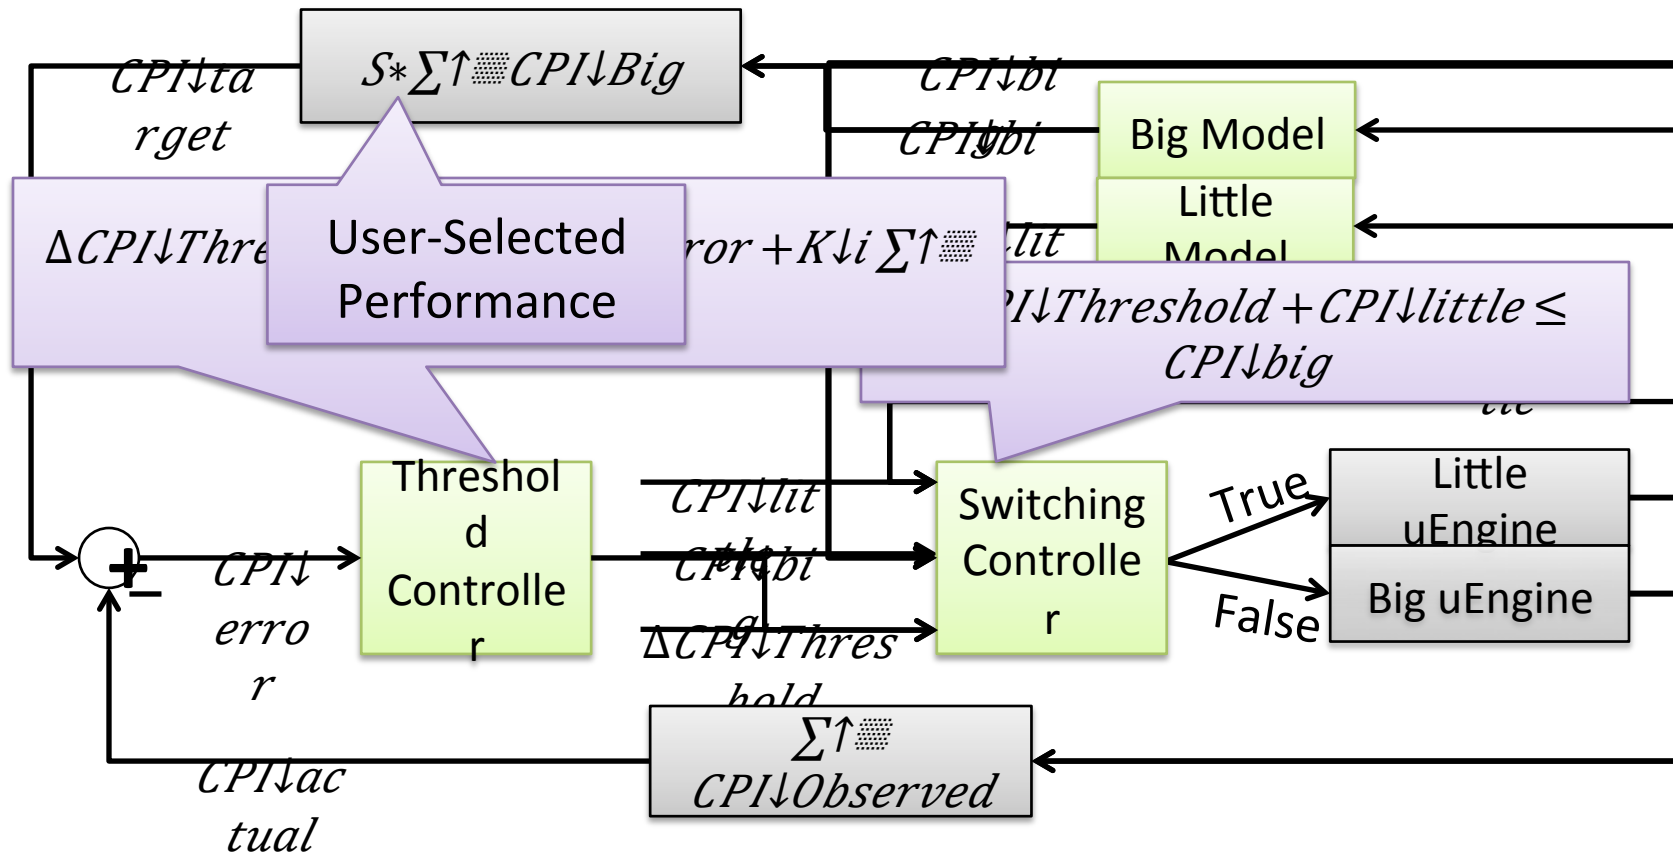 CPI↓ta
rget
S∗∑↑▒CPI↓Big
CPI↓bi
CPI↓bi
Big Model
Little
Model
User-Selected
Performance
ΔCPI↓Thre
ror+K↓i ∑↑▒
↓lit
PI↓Threshold+CPI↓little≤
CPI↓big
Threshol
d
Controlle
r
CPI↓lit
CPI↓bi
g
ΔCPI↓Thres
hold
Switching
Controlle
r
True
False
Little
uEngine
Big uEngine
+
−
CPI↓
erro
r
∑↑▒
CPI↓Observed
CPI↓ac
tual